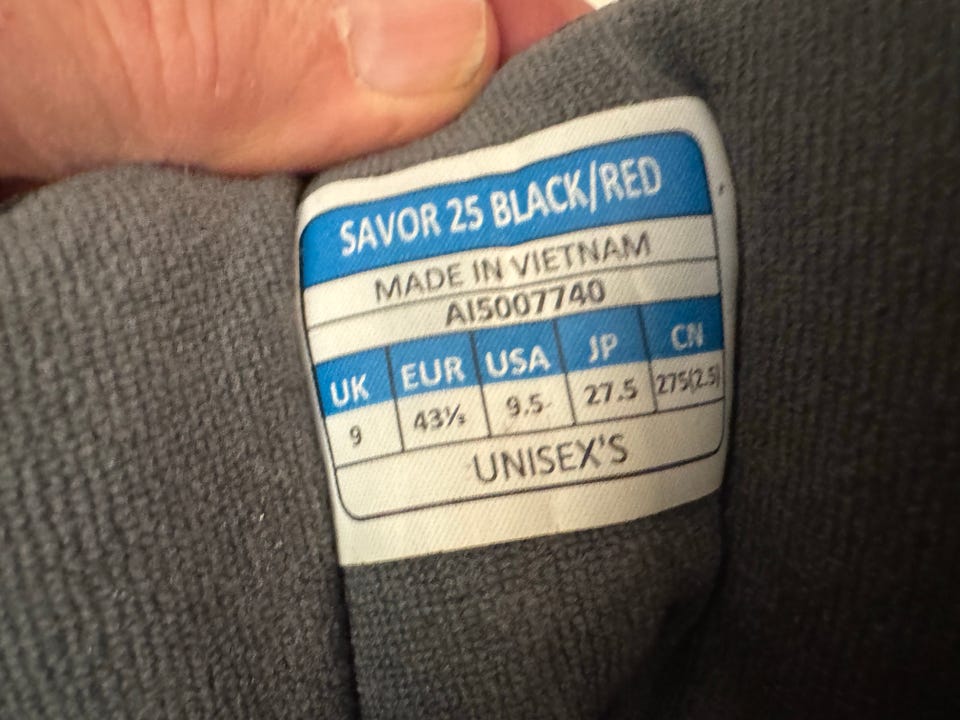 SAVOR 25 BLACK/RED
MADE IN VIETNAM
AI5007740
UK EUR USA JP CN
9 43⅓ 9.5 27.5 275(2.5)
UNISEX'S